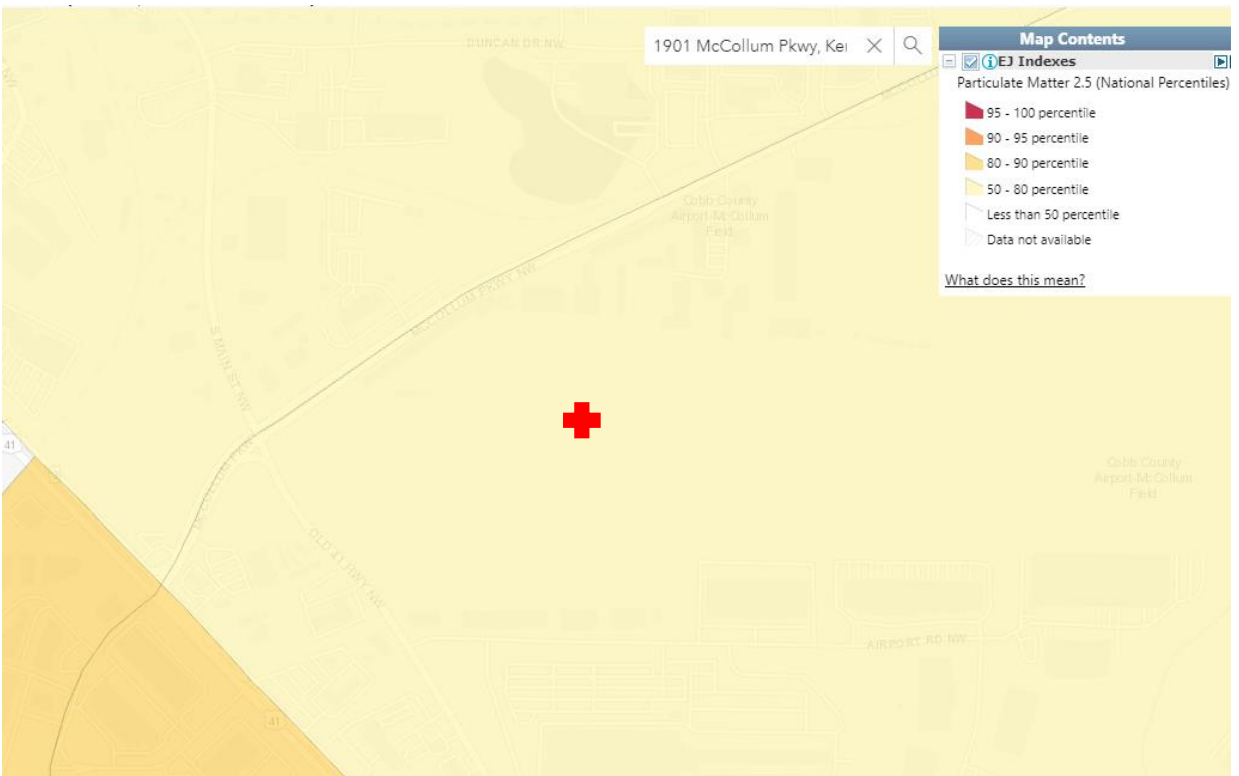 DUNCAN DR NW
1901 McCollum Pkwy, Ke
Map Contents
EJ Indexes
Particulate Matter 2.5 (National Percentiles)
95 - 100 percentile
90 - 95 percentile
80 - 90 percentile
50 - 80 percentile
Less than 50 percentile
Data not available
What does this mean?
Cobb County
Airport-McCollum
Field
MCCOLLUM PKWY NW
S MAIN ST NW
41
MCCOLLUM PKWY
Cobb County
Airport-McCollum
Field
OLD 41 HWY NW
AIRPORT RD NW
41